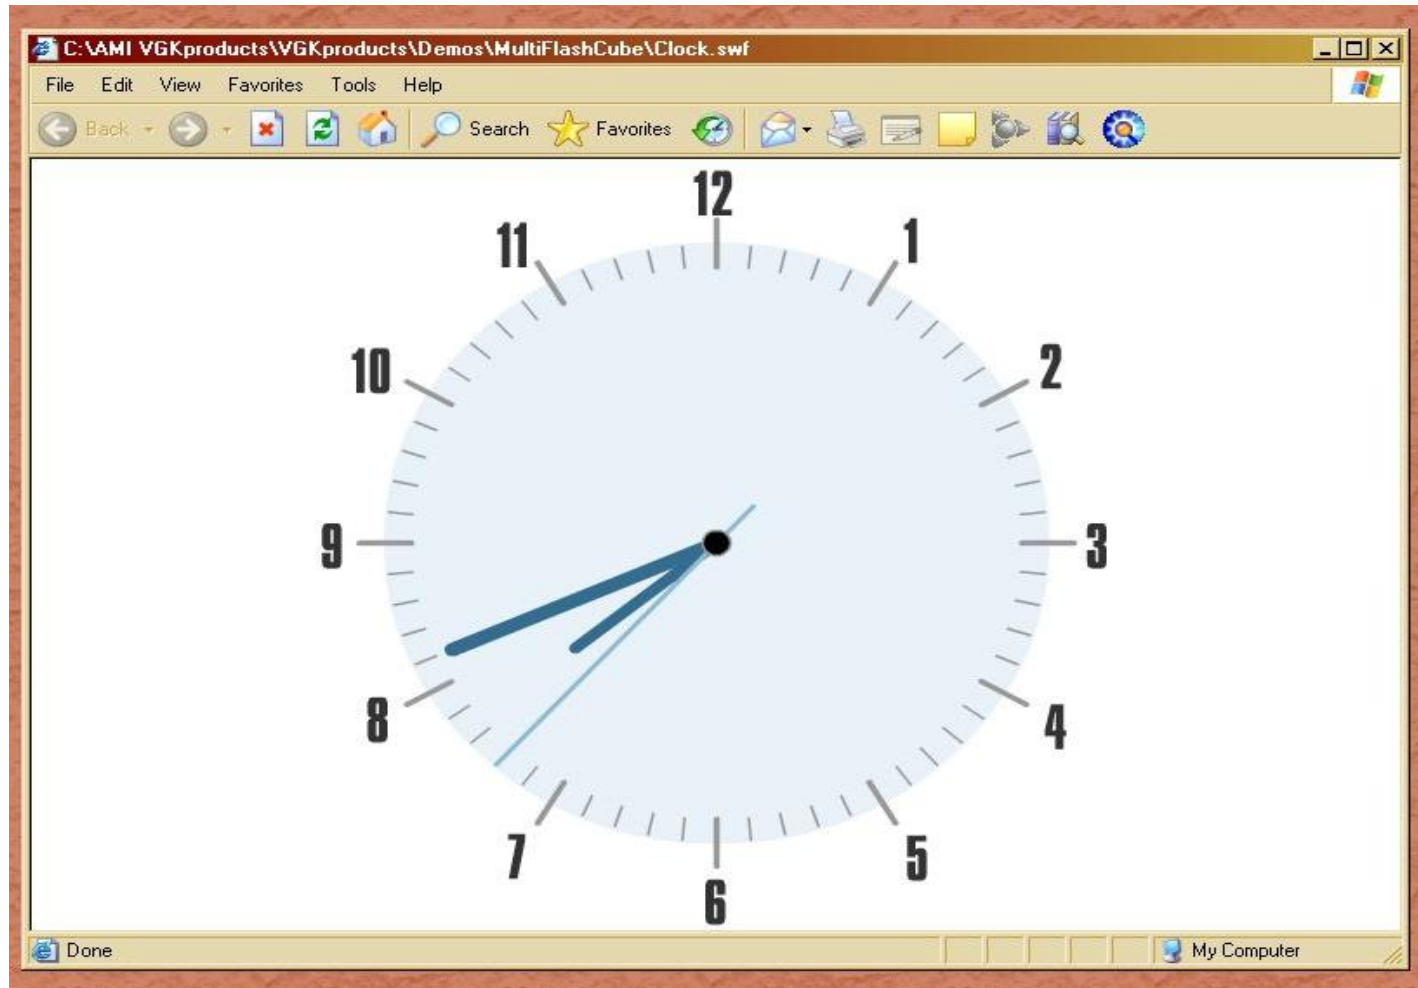 C:\AMI VGKproducts\VGKproducts\Demos\MultiFlashCube\Clock.swf
File Edit View Favorites Tools Help
Back Search Favorites
12
11 1
10 2
9 3
8 4
7 5
6
Done My Computer